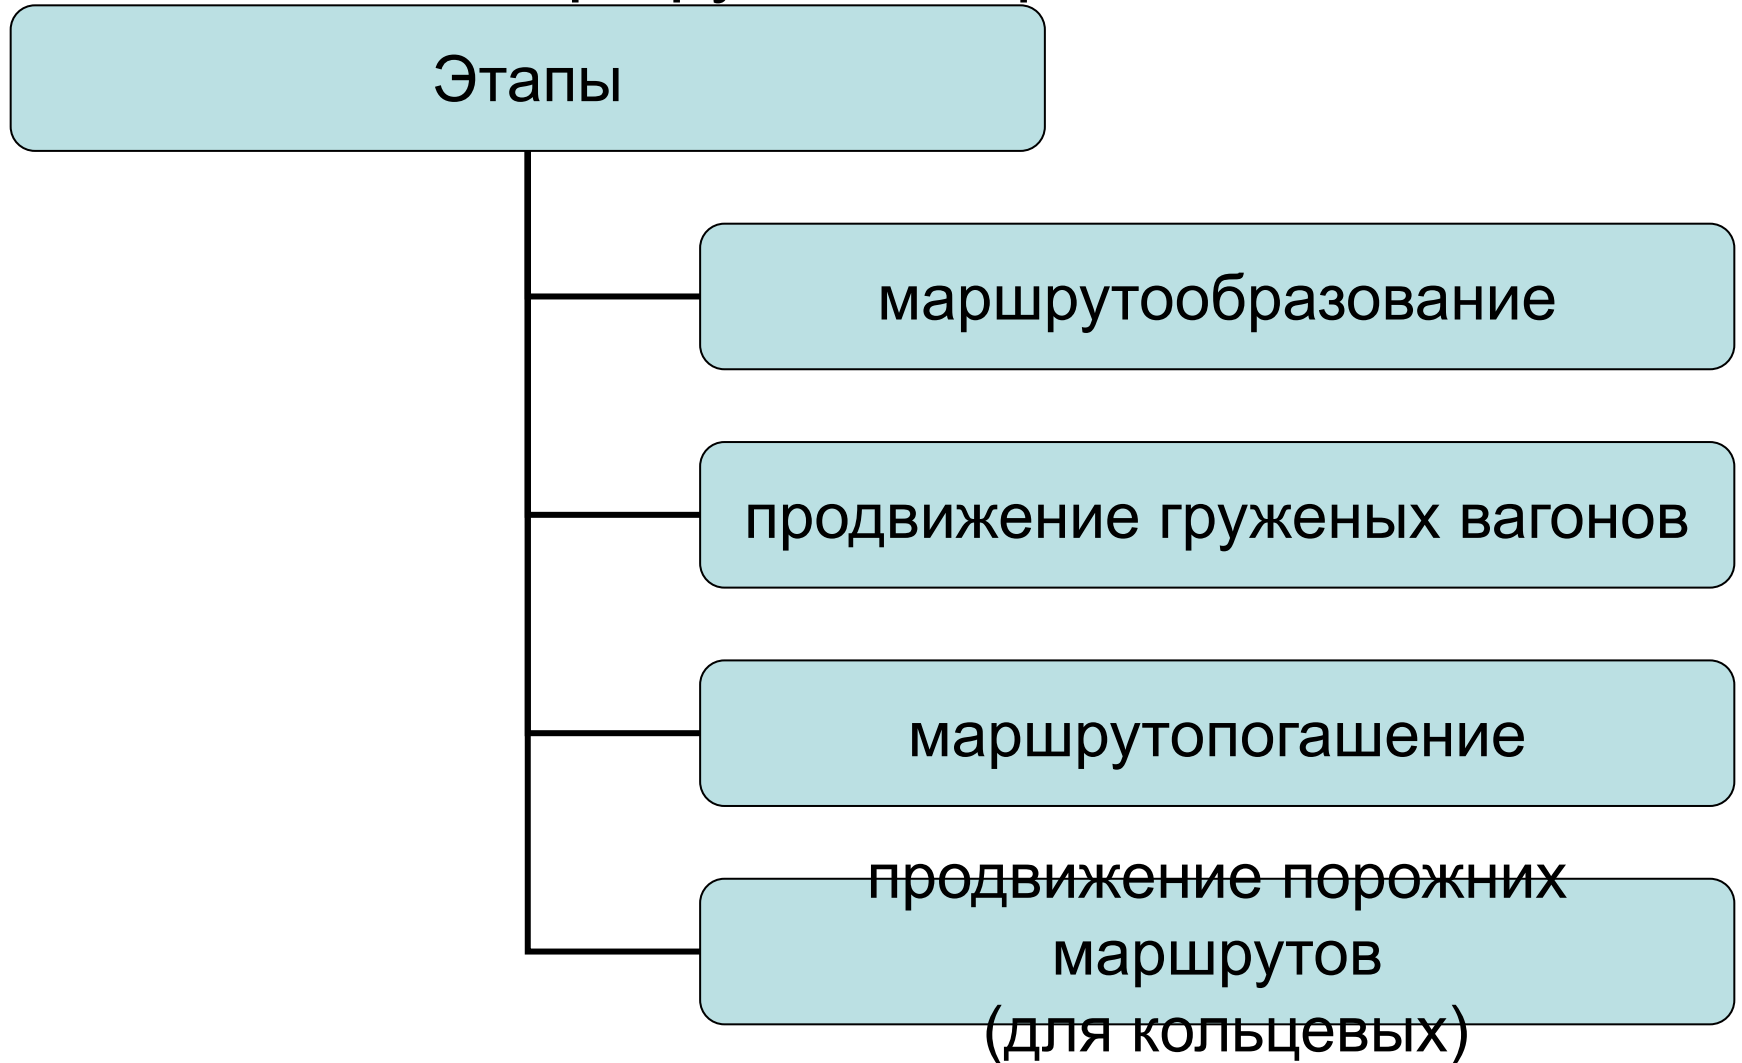 Этапы
маршрутообразование
продвижение груженых вагонов
маршрутопогашение
продвижение порожних
маршрутов
(для кольцевых)